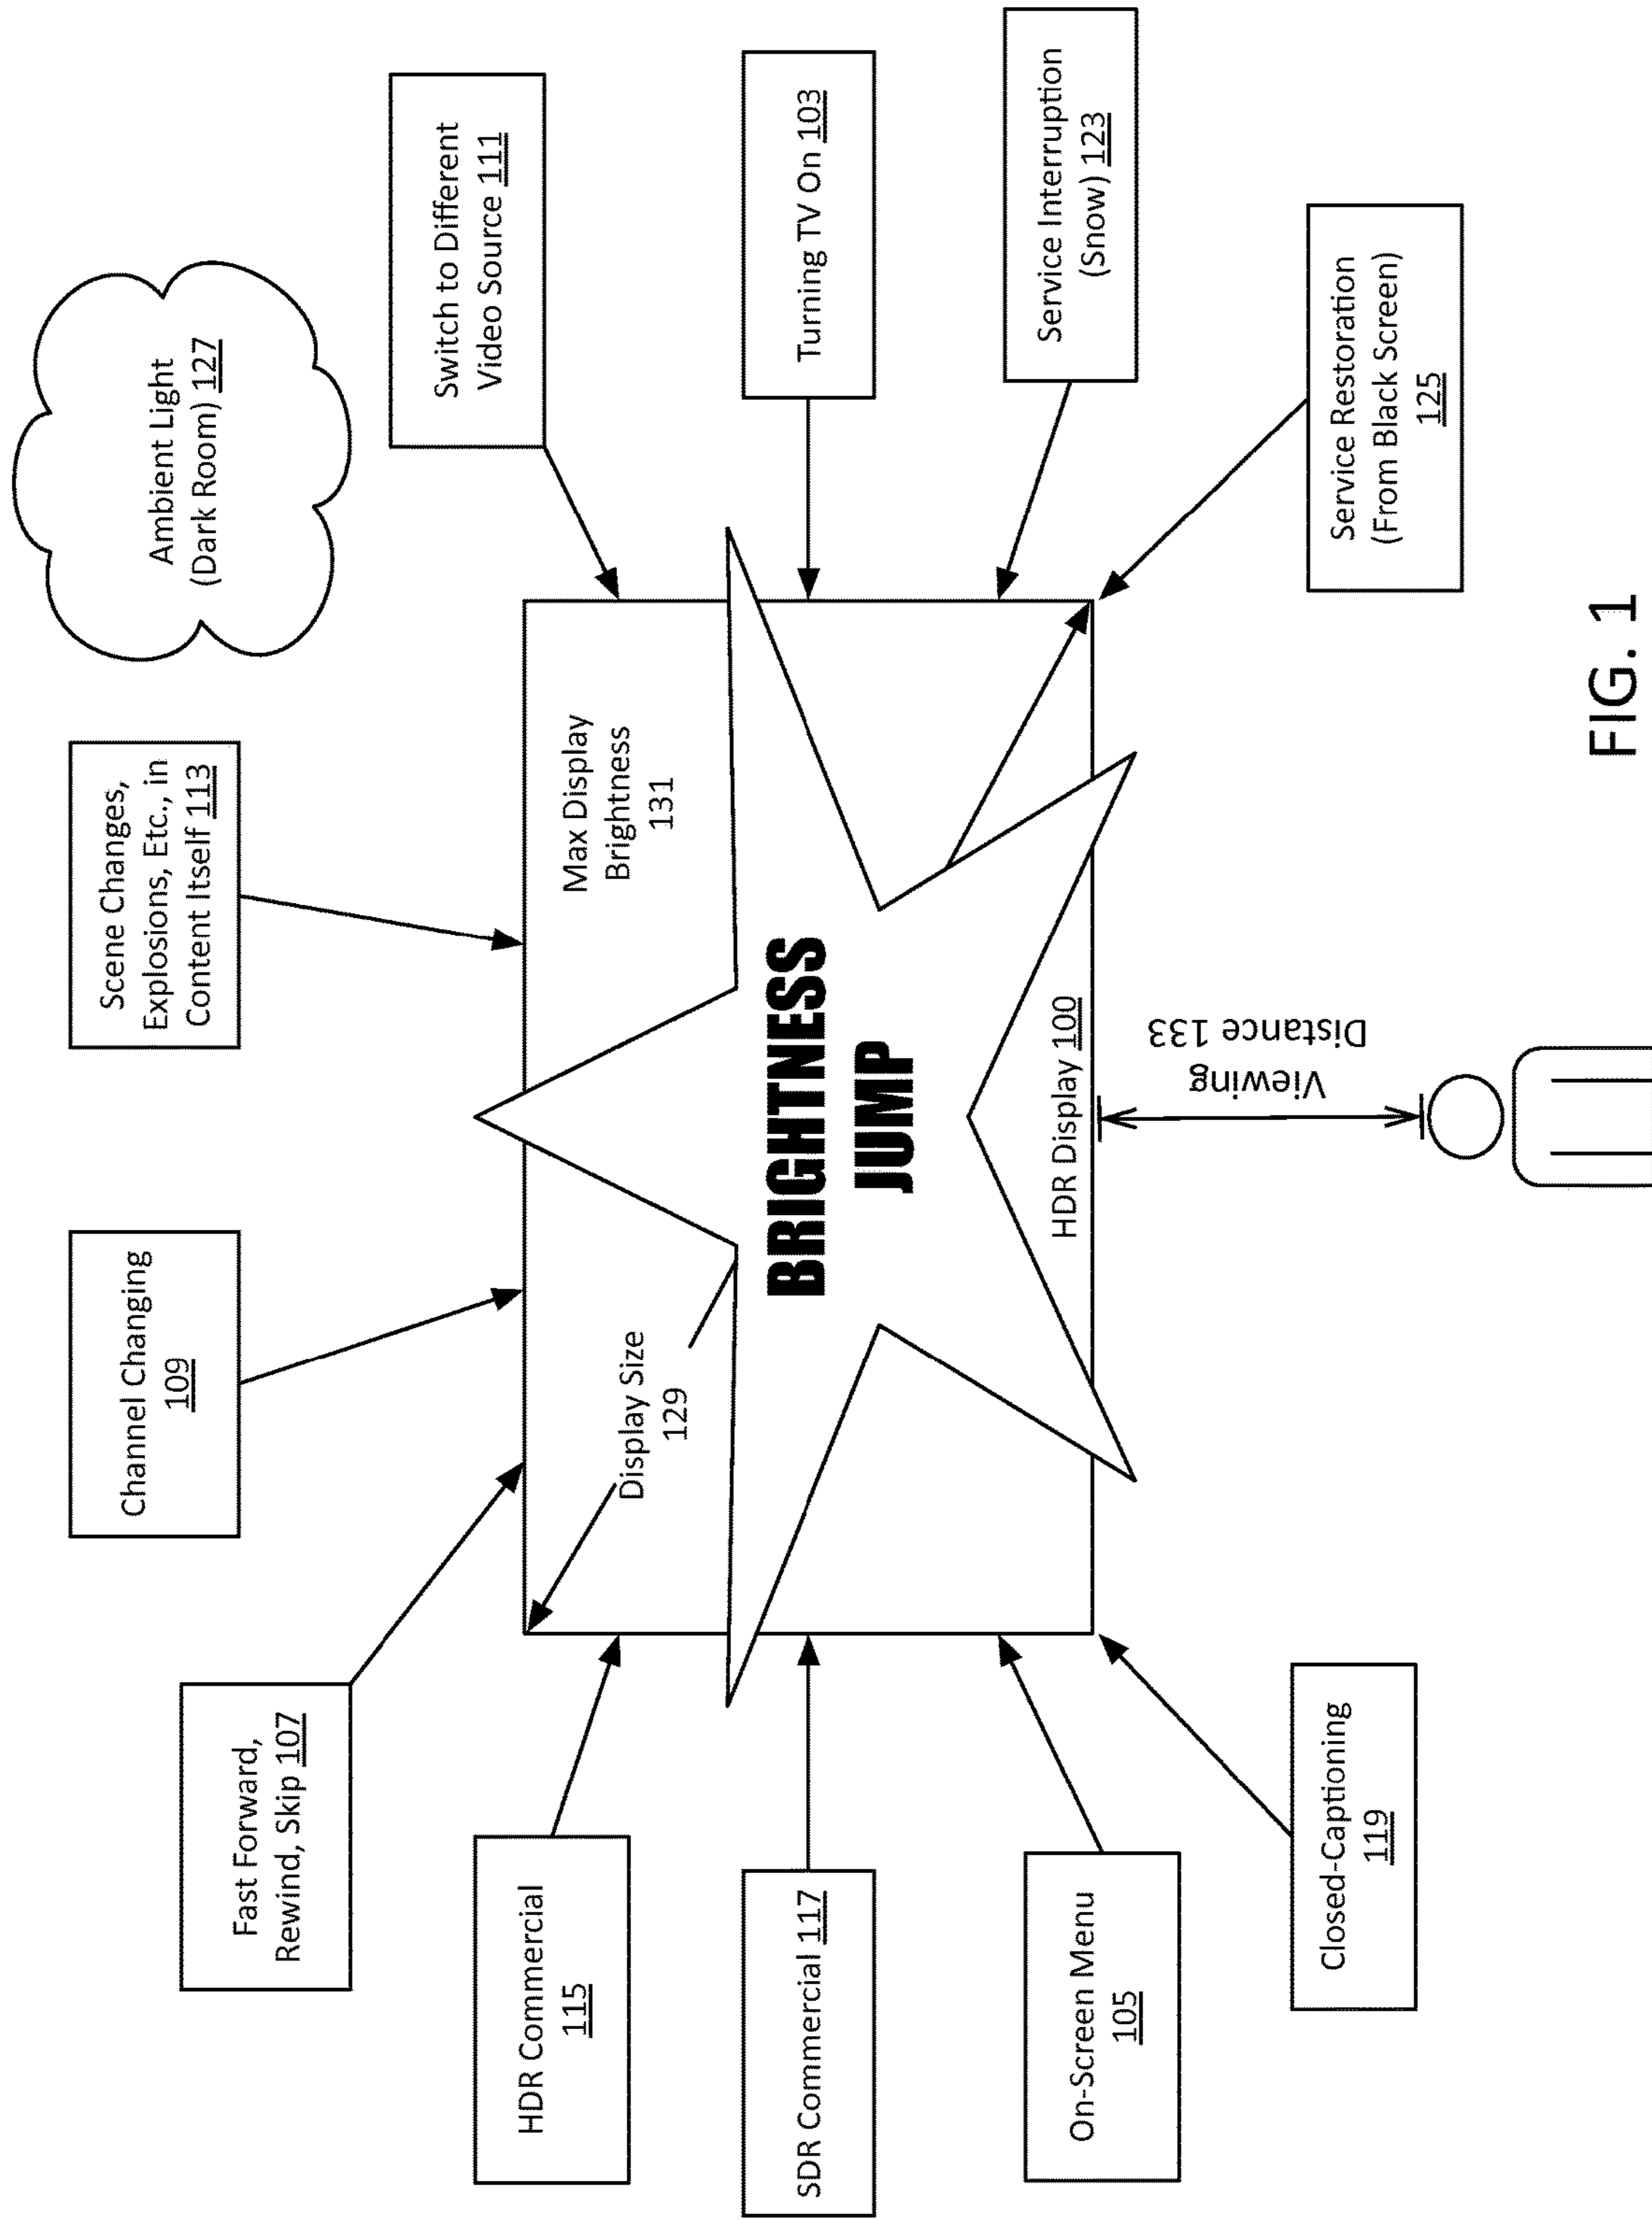 Ambient Light
(Dark Room) 127
Scene Changes,
Explosions, Etc., in
Content Itself 113
Channel Changing
109
Fast Forward,
Rewind, Skip 107
Switch to Different
Video Source 111
HDR Commercial
115
Max Display
Brightness
131
Display Size
129
Turning TV On 103
SDR Commercial 117
BRIGHTNESS
JUMP
Service Interruption
(Snow) 123
On-Screen Menu
105
HDR Display 100
Viewing
Distance 133
Service Restoration
(From Black Screen)
125
Closed-Captioning
119
FIG. 1